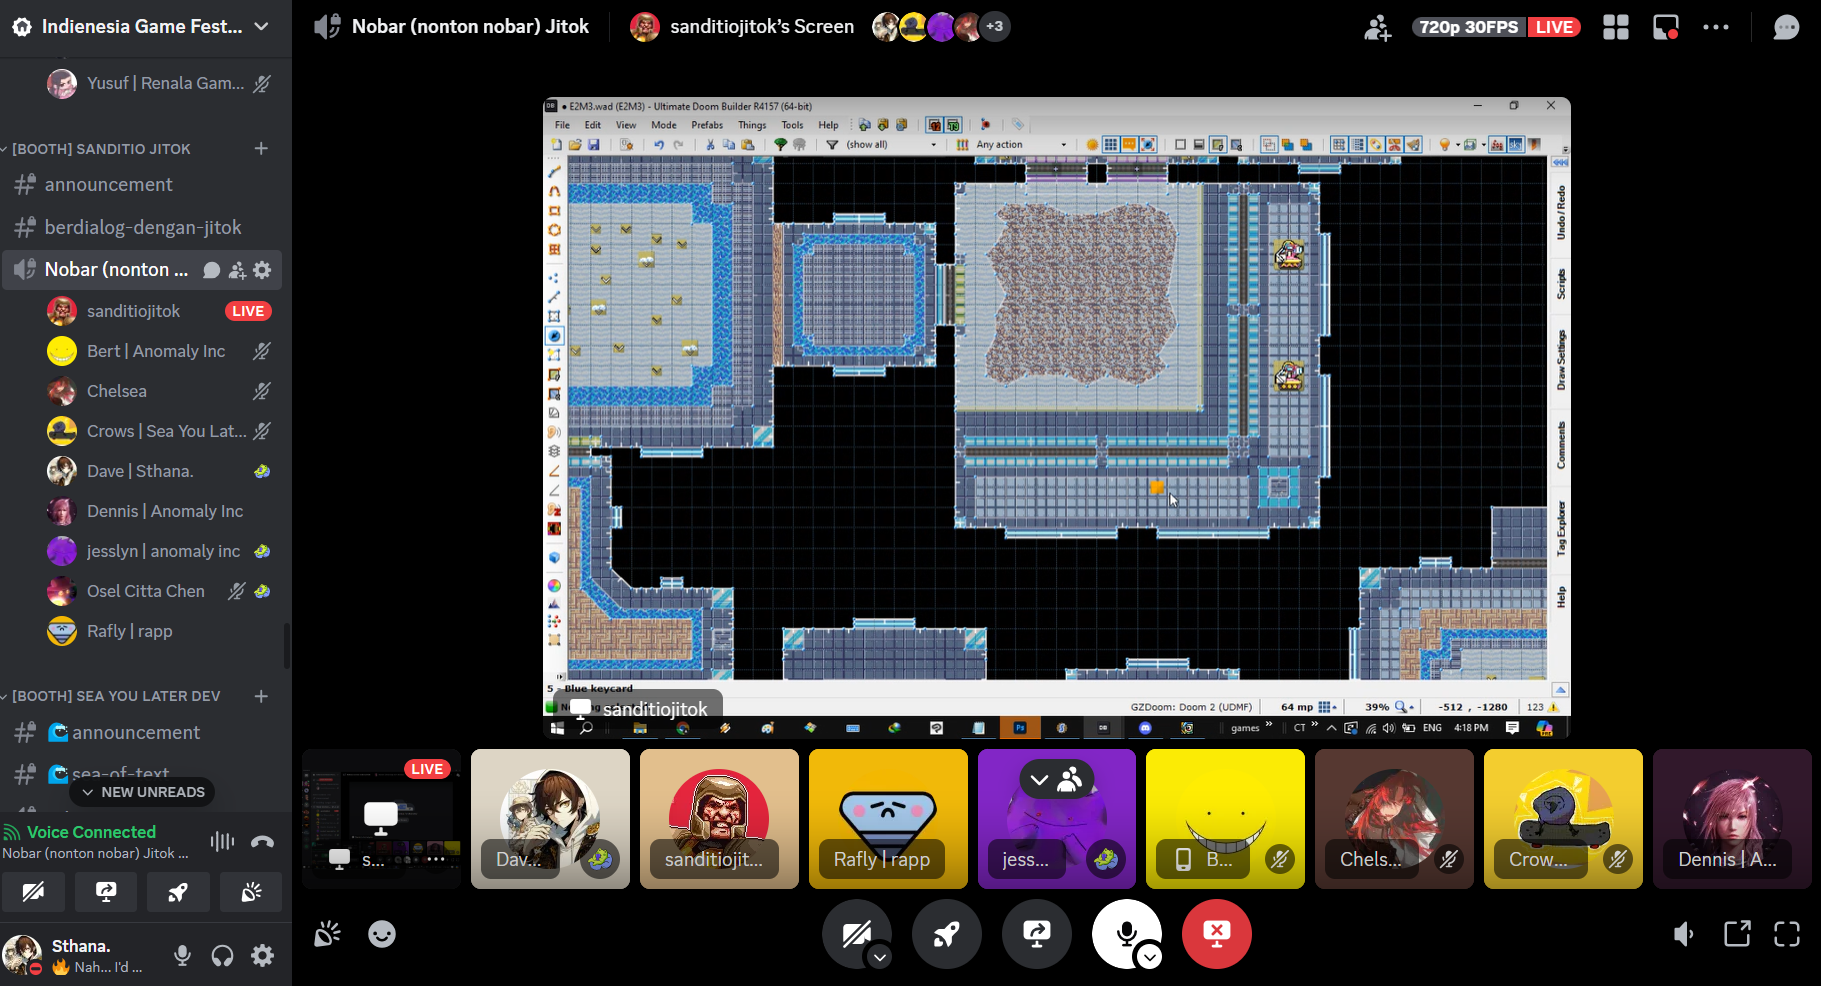 Indienesia Game Fest...
Yusuf | Renala Gam...
[BOOTH] SANDITIO JITOK
announcement
berdialog-dengan-jitok
Nobar (nonton ...
sanditiojitok
LIVE
Bert | Anomaly Inc
Chelsea
Crows | Sea You Lat...
Dave | Sthana.
Dennis | Anomaly Inc
jesslyn | anomaly inc
Osel Citta Chen
Rafly | rapp
[BOOTH] SEA YOU LATER DEV
announcement
sea-of-text
NEW UNREADS
Voice Connected
Nobar (nonton nobar) Jitok ...
Sthana.
Nah... I'd ...
Nobar (nonton nobar) Jitok
sanditiojitok's Screen
+3
720p 30FPS LIVE
E2M3.wad (E2M3) - Ultimate Doom Builder R4157 (64-bit)
File Edit View Mode Prefabs Things Tools Help
(show all)
Any action
Undo / Redo
Scripts
Draw Settings
Comments
Tag Explorer
Help
5 - Blue keycard
sanditiojitok
GZDoom: Doom 2 (UDMF)
64 mp
39%
-512 , -1280
123
Ps
DB
games
CT
ENG
4:18 PM
LIVE
s...
Dav...
sanditiojit...
Rafly | rapp
jess...
B...
Chels...
Crow...
Dennis | A...